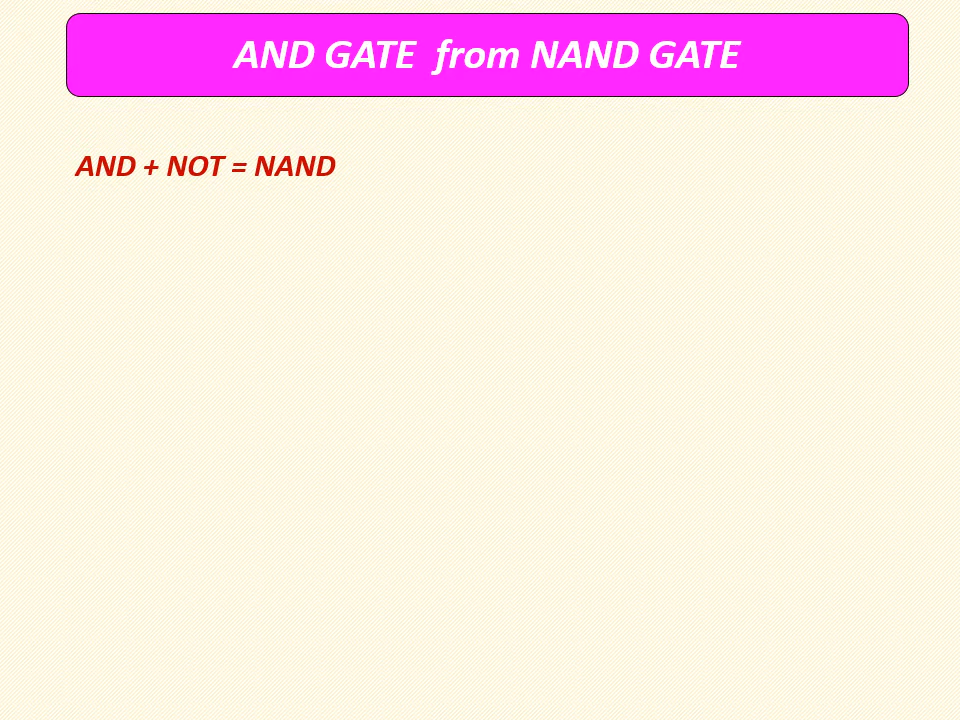 AND GATE from NAND GATE
AND + NOT = NAND